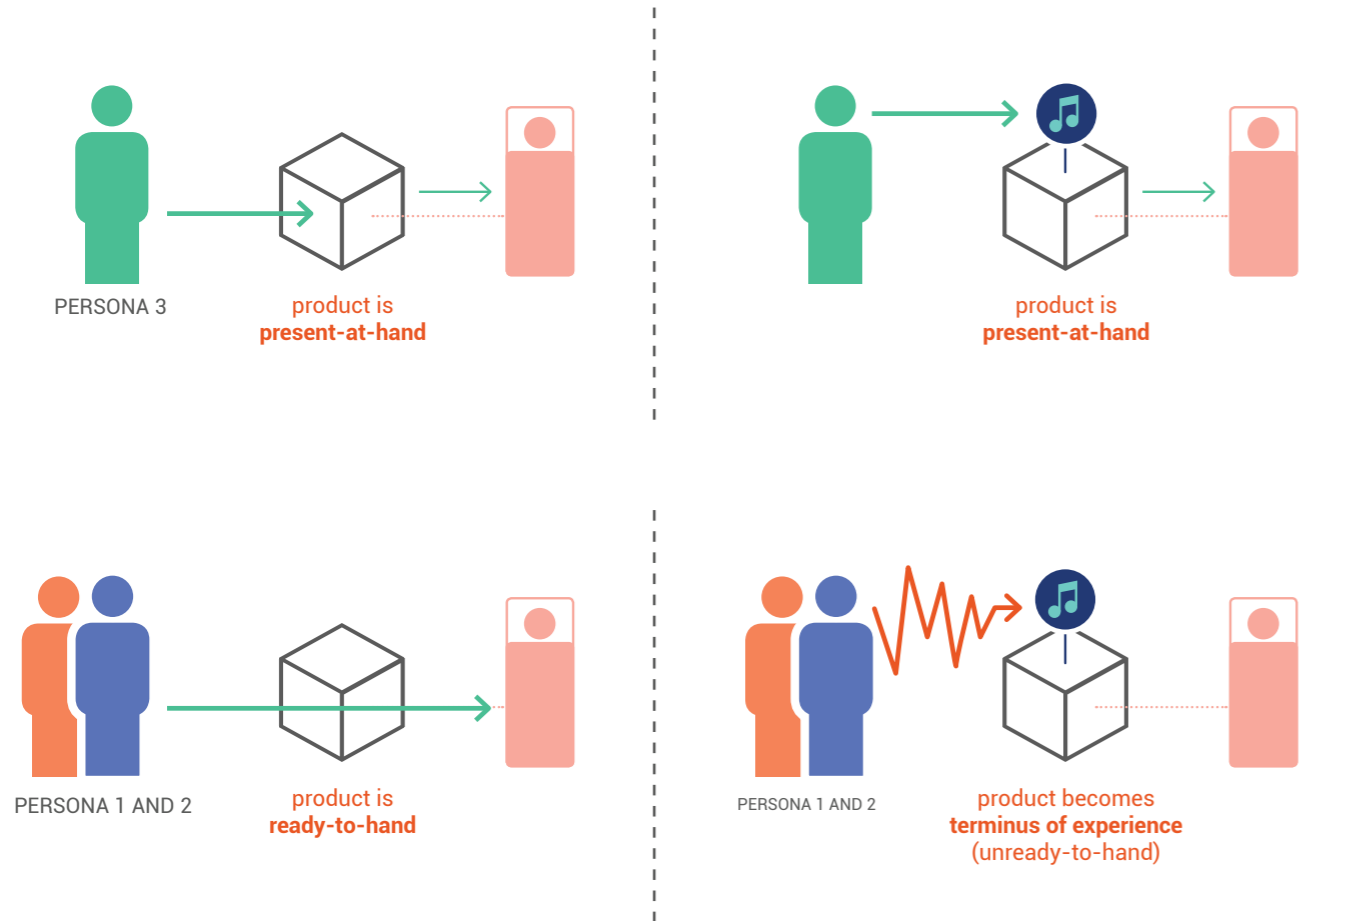 PERSONA 3
product is
present-at-hand
product is
present-at-hand
PERSONA 1 AND 2
product is
ready-to-hand
PERSONA 1 AND 2
product becomes
terminus of experience
(unready-to-hand)